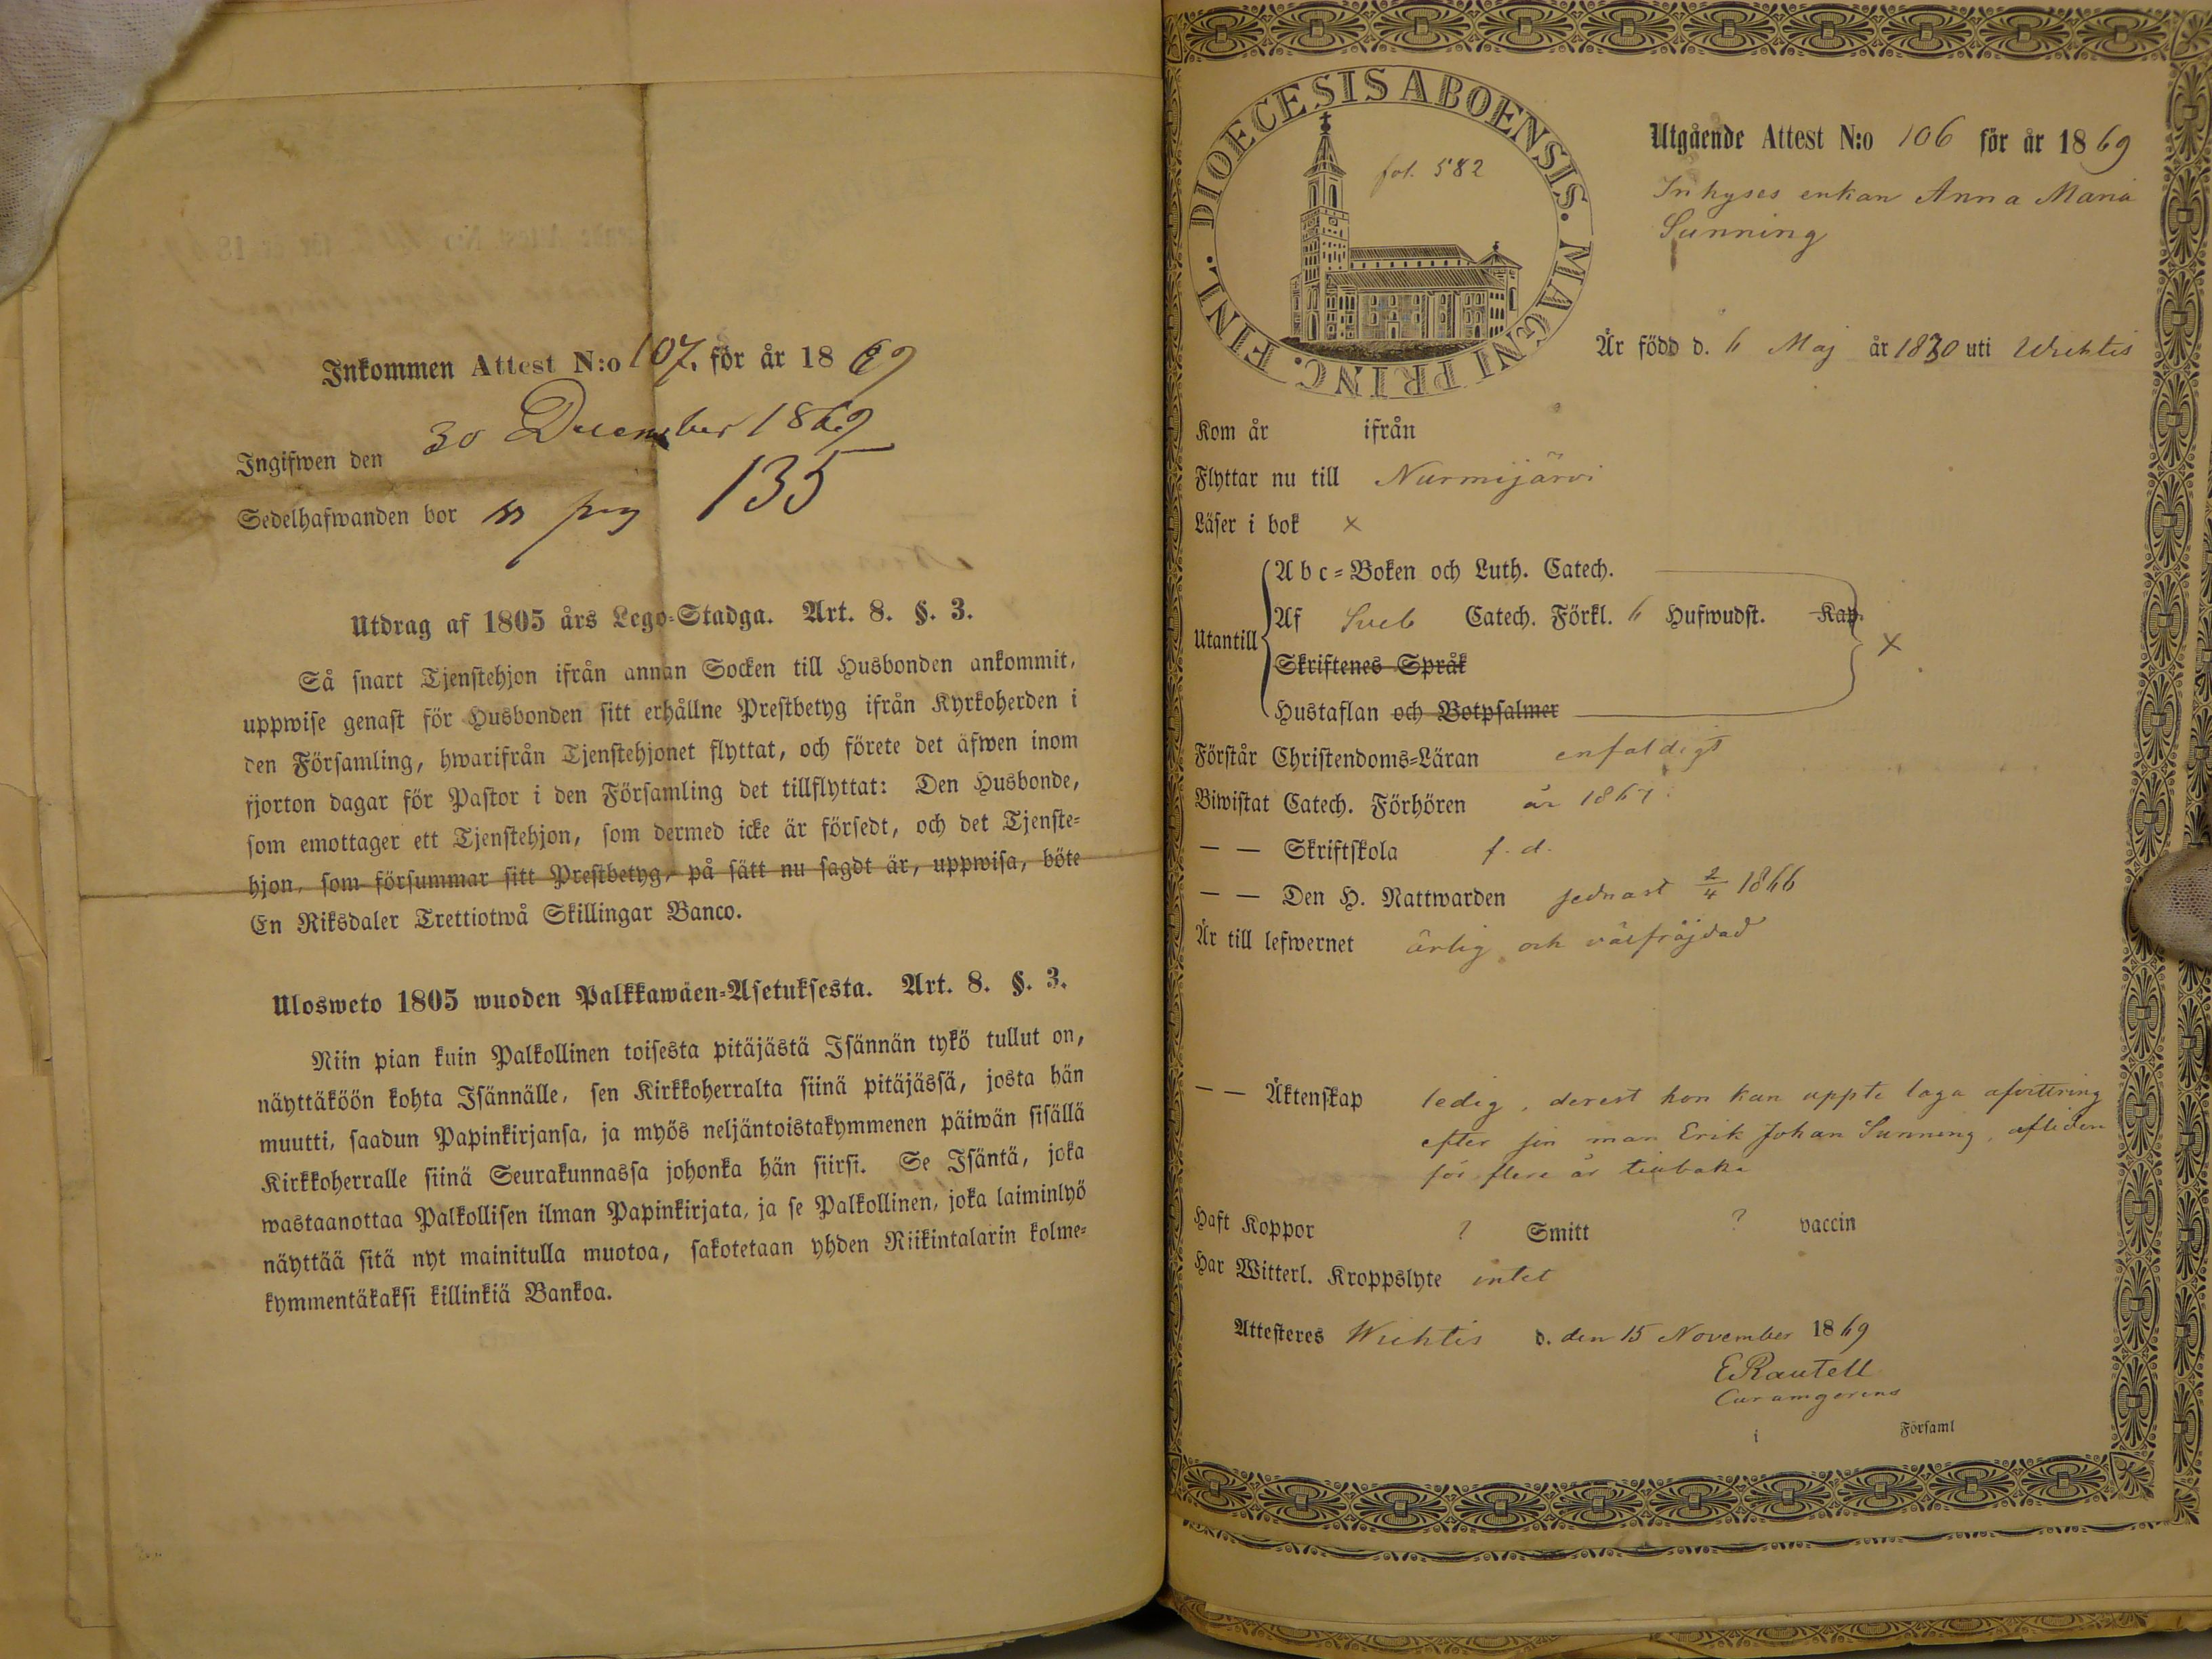 Inkommen Attest N:o 107. för år 1869
Ingifwen den 30 December 1869
Sedelhafwanden bor 135
Utdrag af 1805 års Lego-Stadga. Art. 8. §. 3.
Så snart Tjenstehjon ifrån annan Socken till Husbonden ankommit,
uppwise genast för Husbonden sitt erhållne Prestbetyg ifrån Kyrkoherden i
den Församling, hwarifrån Tjenstehjonet flyttat, och förete det äfwen inom
fjorton dagar för Pastor i den Församling det tillflyttat: Den Husbonde,
som emottager ett Tjenstehjon, som dermed icke är försedt, och det Tjenste-
hjon, som försummar sitt Prestbetyg, på sätt nu sagdt är, uppwisa, böte
En Riksdaler Trettiotwå Skillingar Banco.
Ulosweto 1805 wuoden Palkkawäen-Asetuksesta. Art. 8. §. 3.
Niin pian kuin Palkollinen toisesta pitäjästä Isännän tykö tullut on,
näyttäköön kohta Isännälle, sen Kirkkoherralta siinä pitäjässä, josta hän
muutti, saadun Papinkirjansa, ja myös neljäntoistakymmenen päiwän sisällä
Kirkkoherralle siinä Seurakunnassa johonka hän siirsi. Se Isäntä, joka
wastaanottaa Palkollisen ilman Papinkirjata, ja se Palkollinen, joka laiminlyö
näyttää sitä nyt mainitulla muotoa, sakotetaan yhden Riikintalarin kolme-
kymmentäkaksi killinkiä Bankoa.
DIOECESIS ABOENSIS. MAGNI PRINC. FINL.
fol. 582
Utgående Attest N:o 106 för år 1869
Inhyses enkan Anna Maria
Sunning
Är född d. 6 Maj år 1830 uti Wichtis
Kom år ifrån
Flyttar nu till Nurmijärvi
Läser i bok x
Utantill
Abc-Boken och Luth. Catech.
Af Sveb Catech. Förkl. 6 Hufwudst. Kap. x
Skriftenes Språk
Hustaflan och Botpsalmer
Förstår Christendoms-Läran enfaldigt
Biwistat Catech. Förhören år 1867
— — Skriftskola f. d.
— — Den H. Nattwarden sednast 2/4 1866
Är till lefwernet ärlig och välfräjdad
— — Äktenskap ledig, derest hon kan uppte laga afvittring
efter sin man Erik Johan Sunning, afliden
för flere år tillbaka
Haft Koppor ? Smitt ? vaccin
Har Witterl. Kroppslyte intet
Attesteres Wichtis d. den 15 November 1869
E Rautell
Curamgerens
i Församl